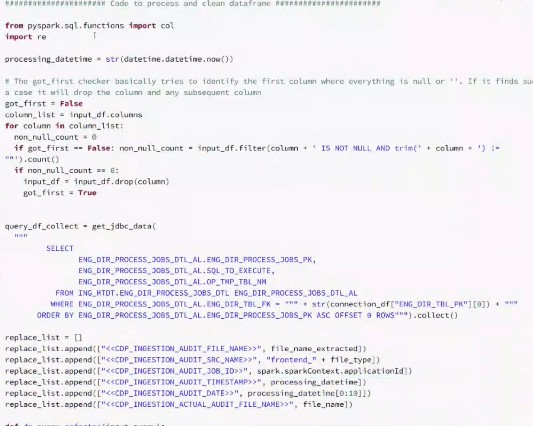 ###################### Code to process and clean dataframe #######################
from pyspark.sql.functions import col
import re
processing_datetime = str(datetime.datetime.now())
# The got_first checker basically tries to identify the first column where everything is null or ''. If it finds suc
a case it will drop the column and any subsequent column
got_first = False
column_list = input_df.columns
for column in column_list:
  non_null_count = 0
  if got_first == False: non_null_count = input_df.filter(column + ' IS NOT NULL AND trim(' + column + ') !=
""').count()
  if non_null_count == 0:
    input_df = input_df.drop(column)
    got_first = True
query_df_collect = get_jdbc_data(
  """
        SELECT
              ENG_DIR_PROCESS_JOBS_DTL_AL.ENG_DIR_PROCESS_JOBS_PK,
              ENG_DIR_PROCESS_JOBS_DTL_AL.SQL_TO_EXECUTE,
              ENG_DIR_PROCESS_JOBS_DTL_AL.OP_TMP_TBL_NM
         FROM ING_MTDT.ENG_DIR_PROCESS_JOBS_DTL ENG_DIR_PROCESS_JOBS_DTL_AL
        WHERE ENG_DIR_PROCESS_JOBS_DTL_AL.ENG_DIR_TBL_FK = """ + str(connection_df["ENG_DIR_TBL_PK"][0]) + """
     ORDER BY ENG_DIR_PROCESS_JOBS_DTL_AL.ENG_DIR_PROCESS_JOBS_PK ASC OFFSET 0 ROWS""").collect()
replace_list = []
replace_list.append(["<<CDP_INGESTION_AUDIT_FILE_NAME>>", file_name_extracted])
replace_list.append(["<<CDP_INGESTION_AUDIT_SRC_NAME>>", "frontend_" + file_type])
replace_list.append(["<<CDP_INGESTION_AUDIT_JOB_ID>>", spark.sparkContext.applicationId])
replace_list.append(["<<CDP_INGESTION_AUDIT_TIMESTAMP>>", processing_datetime])
replace_list.append(["<<CDP_INGESTION_AUDIT_DATE>>", processing_datetime[0:10]])
replace_list.append(["<<CDP_INGESTION_ACTUAL_AUDIT_FILE_NAME>>", file_name])